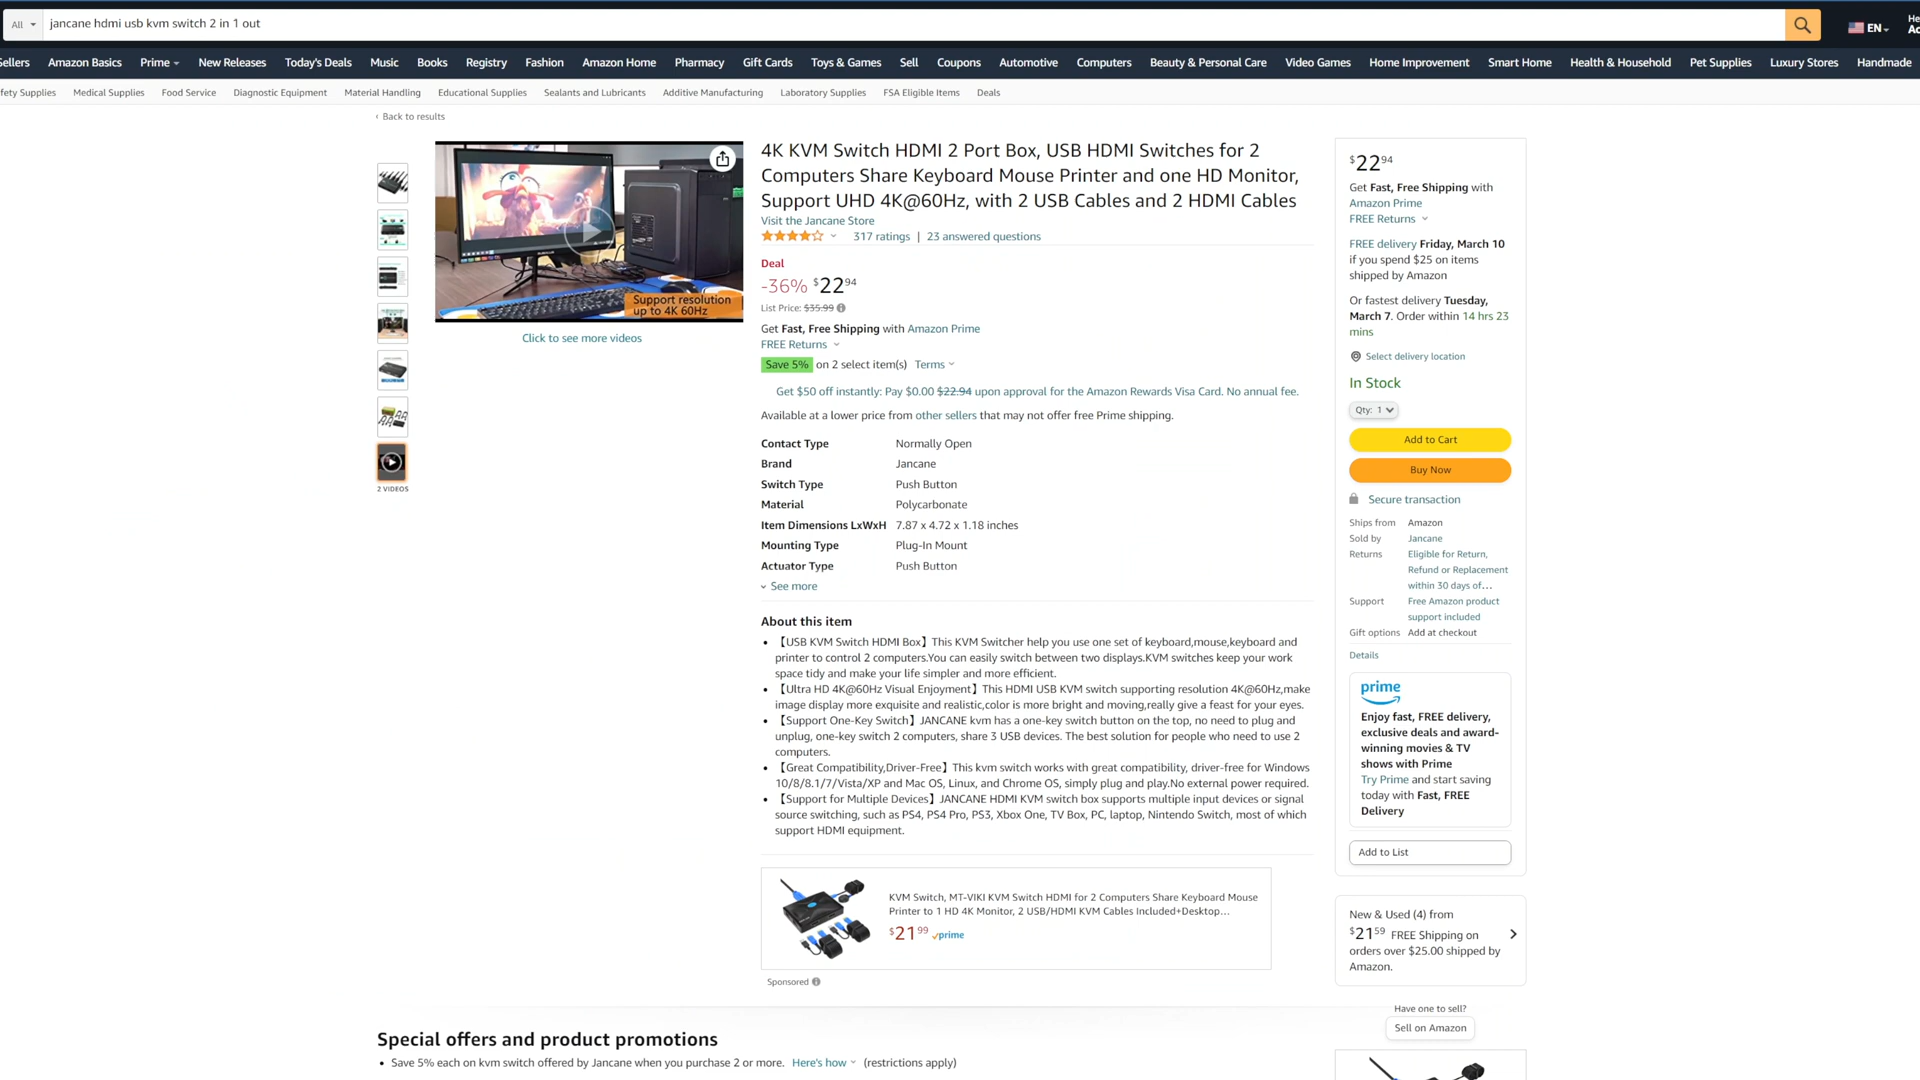 All
jancane hdmi usb kvm switch 2 in 1 out
EN
Sellers Amazon Basics Prime New Releases Today's Deals Music Books Registry Fashion Amazon Home Pharmacy Gift Cards Toys & Games Sell Coupons Automotive Computers Beauty & Personal Care Video Games Home Improvement Smart Home Health & Household Pet Supplies Luxury Stores Handmade
fety Supplies Medical Supplies Food Service Diagnostic Equipment Material Handling Educational Supplies Sealants and Lubricants Additive Manufacturing Laboratory Supplies FSA Eligible Items Deals
‹ Back to results
Support resolution
up to 4K 60Hz
Click to see more videos
2 VIDEOS
4K KVM Switch HDMI 2 Port Box, USB HDMI Switches for 2
Computers Share Keyboard Mouse Printer and one HD Monitor,
Support UHD 4K@60Hz, with 2 USB Cables and 2 HDMI Cables
Visit the Jancane Store
317 ratings | 23 answered questions
Deal
-36% $22 94
List Price: $35.99
Get Fast, Free Shipping with Amazon Prime
FREE Returns
Save 5% on 2 select item(s) Terms
Get $50 off instantly: Pay $0.00 $22.94 upon approval for the Amazon Rewards Visa Card. No annual fee.
Available at a lower price from other sellers that may not offer free Prime shipping.
Contact Type Normally Open
Brand Jancane
Switch Type Push Button
Material Polycarbonate
Item Dimensions LxWxH 7.87 x 4.72 x 1.18 inches
Mounting Type Plug-In Mount
Actuator Type Push Button
See more
About this item
• 【USB KVM Switch HDMI Box】This KVM Switcher help you use one set of keyboard,mouse,keyboard and
printer to control 2 computers.You can easily switch between two displays.KVM switches keep your work
space tidy and make your life simpler and more efficient.
• 【Ultra HD 4K@60Hz Visual Enjoyment】This HDMI USB KVM switch supporting resolution 4K@60Hz,make
image display more exquisite and realistic,color is more bright and moving,really give a feast for your eyes.
• 【Support One-Key Switch】JANCANE kvm has a one-key switch button on the top, no need to plug and
unplug, one-key switch 2 computers, share 3 USB devices. The best solution for people who need to use 2
computers.
• 【Great Compatibility,Driver-Free】This kvm switch works with great compatibility, driver-free for Windows
10/8/8.1/7/Vista/XP and Mac OS, Linux, and Chrome OS, simply plug and play.No external power required.
• 【Support for Multiple Devices】JANCANE HDMI KVM switch box supports multiple input devices or signal
source switching, such as PS4, PS4 Pro, PS3, Xbox One, TV Box, PC, laptop, Nintendo Switch, most of which
support HDMI equipment.
KVM Switch, MT-VIKI KVM Switch HDMI for 2 Computers Share Keyboard Mouse
Printer to 1 HD 4K Monitor, 2 USB/HDMI KVM Cables Included+Desktop...
$21 99 prime
Sponsored
$22 94
Get Fast, Free Shipping with
Amazon Prime
FREE Returns
FREE delivery Friday, March 10
if you spend $25 on items
shipped by Amazon
Or fastest delivery Tuesday,
March 7. Order within 14 hrs 23
mins
Select delivery location
In Stock
Qty: 1
Add to Cart
Buy Now
Secure transaction
Ships from Amazon
Sold by Jancane
Returns Eligible for Return,
Refund or Replacement
within 30 days of...
Support Free Amazon product
support included
Gift options Add at checkout
Details
prime
Enjoy fast, FREE delivery,
exclusive deals and award-
winning movies & TV
shows with Prime
Try Prime and start saving
today with Fast, FREE
Delivery
Add to List
New & Used (4) from
$21 59 FREE Shipping on
orders over $25.00 shipped by
Amazon.
Have one to sell?
Sell on Amazon
Special offers and product promotions
• Save 5% each on kvm switch offered by Jancane when you purchase 2 or more. Here's how (restrictions apply)